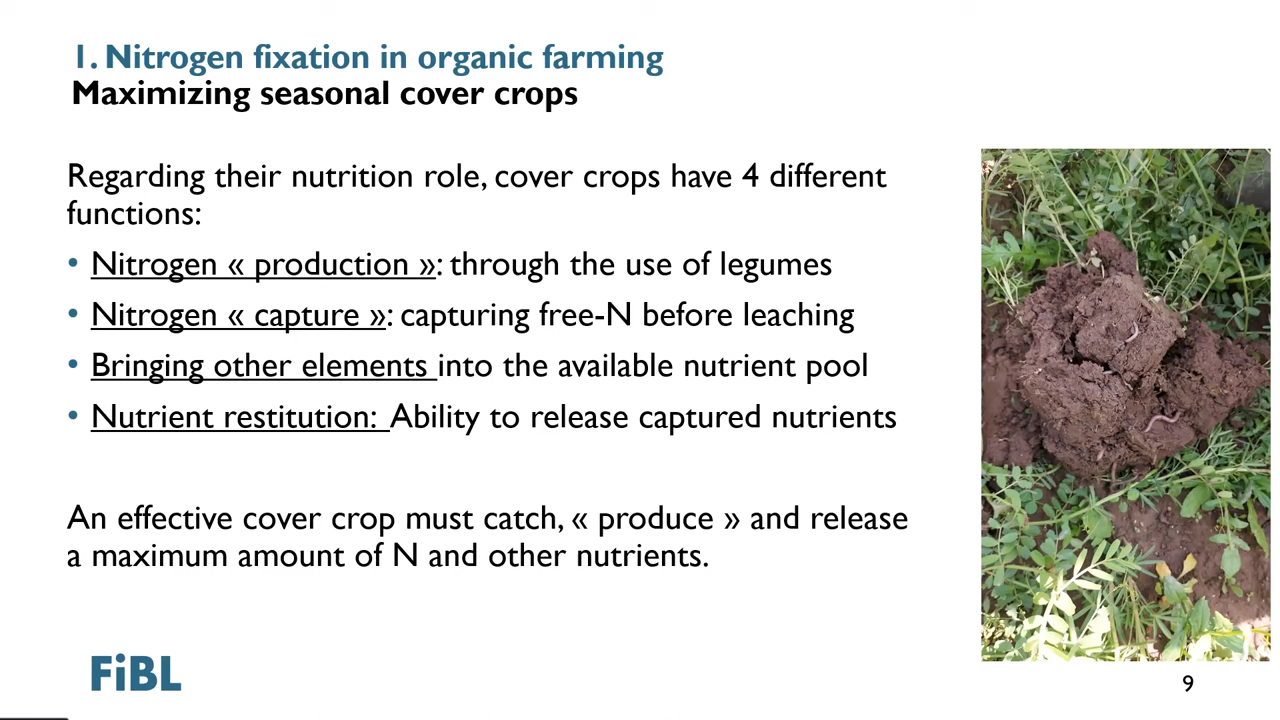 1. Nitrogen fixation in organic farming
Maximizing seasonal cover crops
Regarding their nutrition role, cover crops have 4 different
functions:
• Nitrogen « production »: through the use of legumes
• Nitrogen « capture »: capturing free-N before leaching
• Bringing other elements into the available nutrient pool
• Nutrient restitution: Ability to release captured nutrients
An effective cover crop must catch, « produce » and release
a maximum amount of N and other nutrients.
FiBL
9